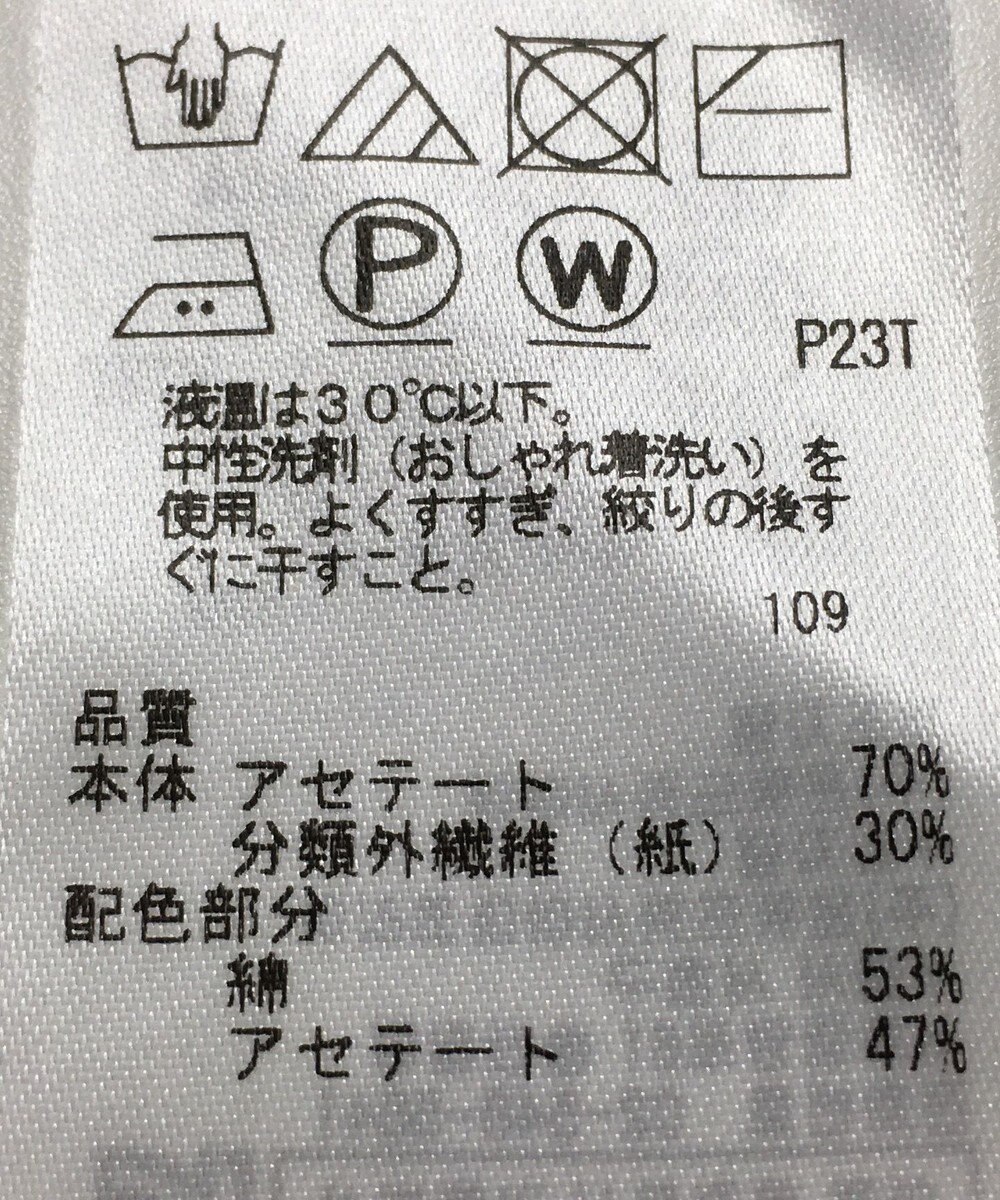 P W
P23T
液温は30℃以下。
中性洗剤(おしゃれ着洗い)を
使用。よくすすぎ、絞りの後す
ぐに干すこと。
109
品質
本体 アセテート 70%
分類外繊維(紙) 30%
配色部分
綿 53%
アセテート 47%